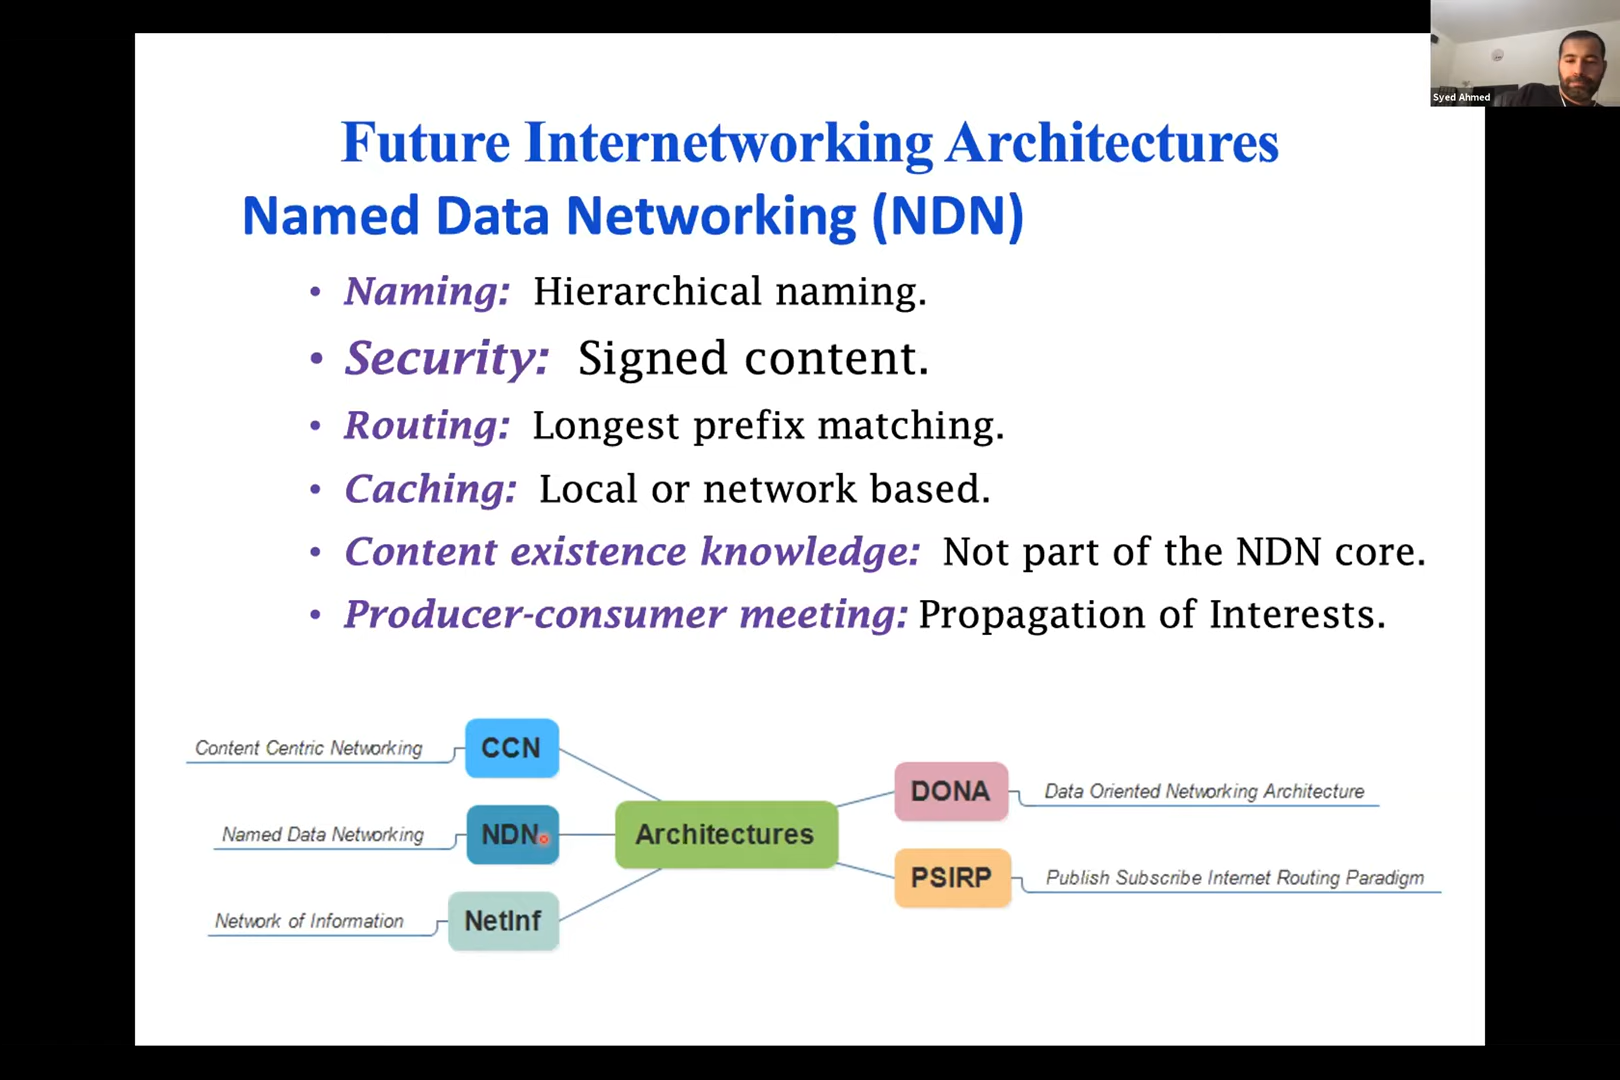 Syed Ahmed
Future Internetworking Architectures
Named Data Networking (NDN)
• Naming: Hierarchical naming.
• Security: Signed content.
• Routing: Longest prefix matching.
• Caching: Local or network based.
• Content existence knowledge: Not part of the NDN core.
• Producer-consumer meeting: Propagation of Interests.
Content Centric Networking
CCN
Named Data Networking
NDN
Network of Information
NetInf
Architectures
DONA
Data Oriented Networking Architecture
PSIRP
Publish Subscribe Internet Routing Paradigm